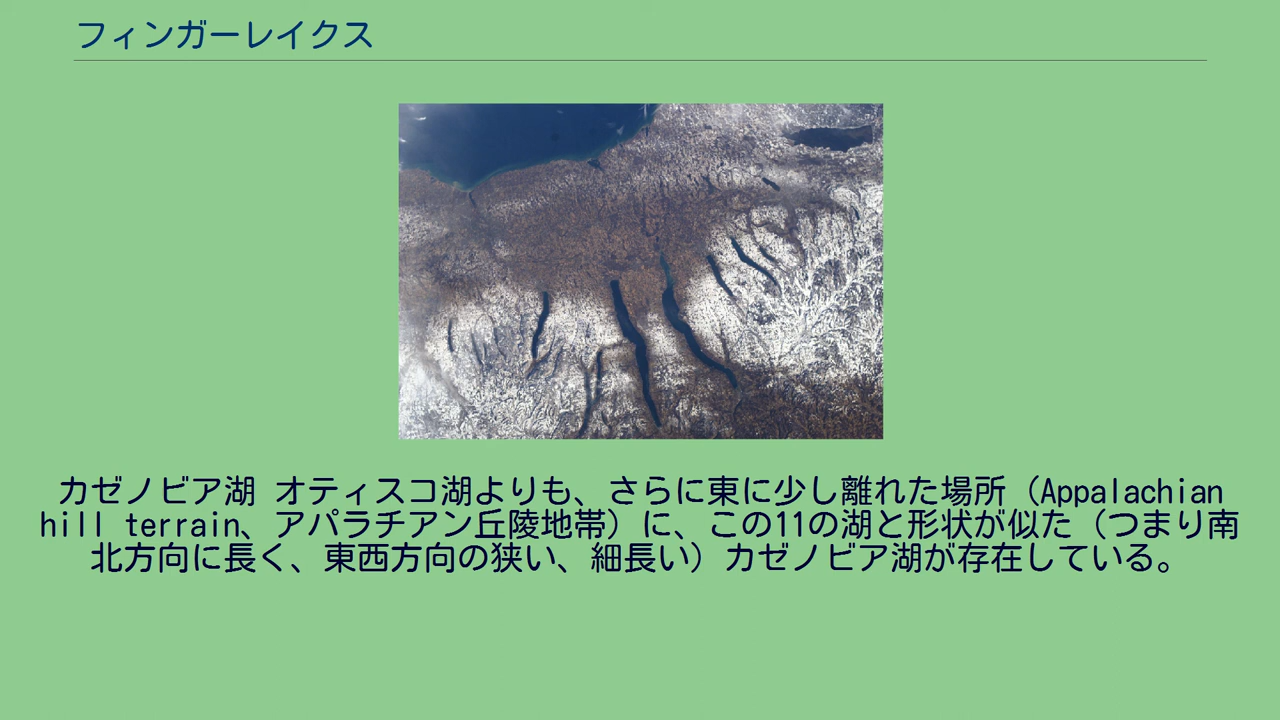 フィンガーレイクス
カゼノビア湖 オティスコ湖よりも、さらに東に少し離れた場所（Appalachian
hill terrain、アパラチアン丘陵地帯）に、この11の湖と形状が似た（つまり南
北方向に長く、東西方向の狭い、細長い）カゼノビア湖が存在している。